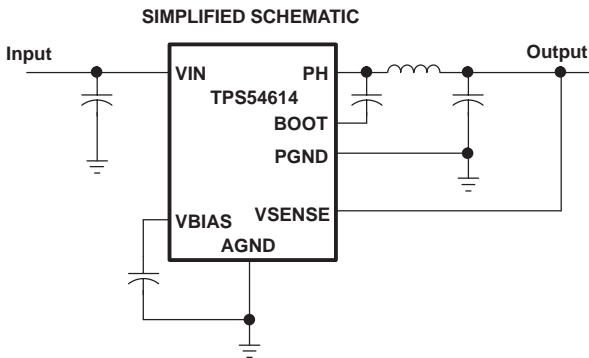 SIMPLIFIED SCHEMATIC
Input
Output
VIN
PH
TPS54614
BOOT
PGND
VBIAS
VSENSE
AGND